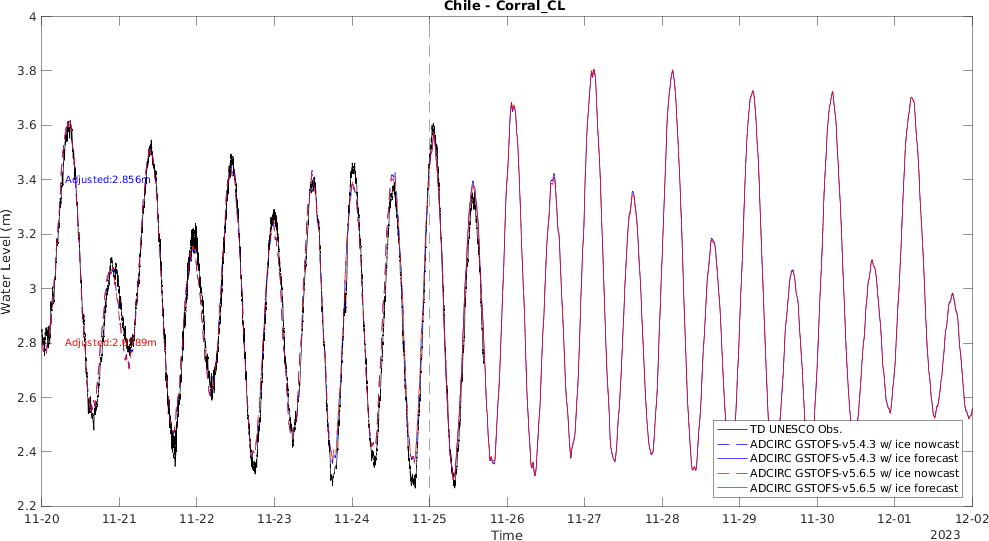 Chile - Corral_CL
4
3.8
3.6
3.4
3.2
3
2.8
2.6
2.4
2.2
Water Level (m)
Adjusted:2.856m
11-20
11-21
11-22
11-23
11-24
11-25
11-26
11-27
11-28
11-29
11-30
12-01
12-02
Time
2023
TD UNESCO Obs.
ADCIRC GSTOFS-v5.4.3 w/ ice nowcast
ADCIRC GSTOFS-v5.4.3 w/ ice forecast
ADCIRC GSTOFS-v5.6.5 w/ ice nowcast
ADCIRC GSTOFS-v5.6.5 w/ ice forecast